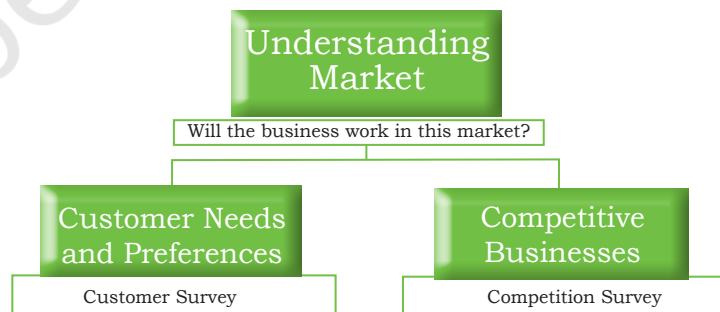 Understanding
Market
Will the business work in this market?
Customer Needs
and Preferences
Competitive
Businesses
Customer Survey
Competition Survey